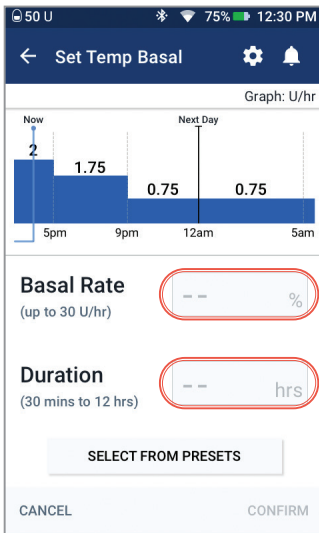 50 U 75% 12:30 PM
Set Temp Basal
Graph: U/hr
Now Next Day
2
1.75
0.75 0.75
5pm 9pm 12am 5am
Basal Rate
-- %
(up to 30 U/hr)
Duration
-- hrs
(30 mins to 12 hrs)
SELECT FROM PRESETS
CANCEL CONFIRM